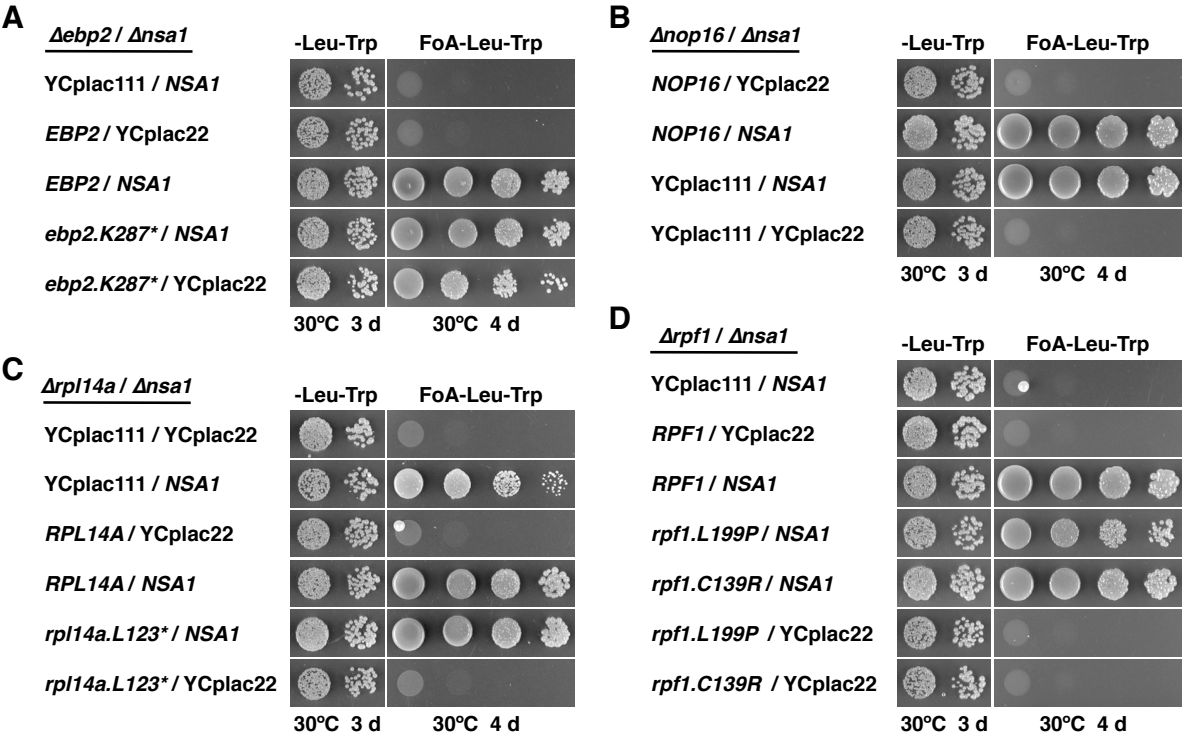 A
Δebp2 / Δnsa1
-Leu-Trp FoA-Leu-Trp
YCplac111 / NSA1
EBP2 / YCplac22
EBP2 / NSA1
ebp2.K287* / NSA1
ebp2.K287* / YCplac22
30ºC 3 d 30ºC 4 d
B
Δnop16 / Δnsa1
-Leu-Trp FoA-Leu-Trp
NOP16 / YCplac22
NOP16 / NSA1
YCplac111 / NSA1
YCplac111 / YCplac22
30ºC 3 d 30ºC 4 d
C
Δrpl14a / Δnsa1
-Leu-Trp FoA-Leu-Trp
YCplac111 / YCplac22
YCplac111 / NSA1
RPL14A / YCplac22
RPL14A / NSA1
rpl14a.L123* / NSA1
rpl14a.L123* / YCplac22
30ºC 3 d 30ºC 4 d
D
Δrpf1 / Δnsa1
-Leu-Trp FoA-Leu-Trp
YCplac111 / NSA1
RPF1 / YCplac22
RPF1 / NSA1
rpf1.L199P / NSA1
rpf1.C139R / NSA1
rpf1.L199P / YCplac22
rpf1.C139R / YCplac22
30ºC 3 d 30ºC 4 d